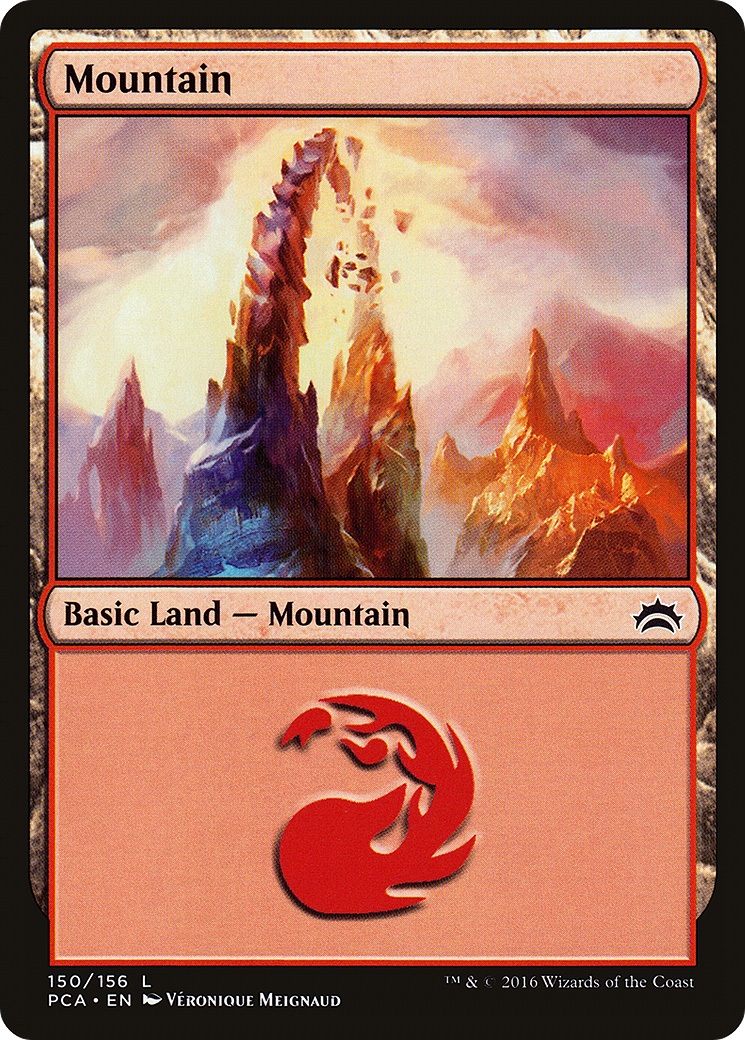 Mountain
Basic Land — Mountain
150/156 L
PCA • EN Véronique Meignaud
™ & © 2016 Wizards of the Coast